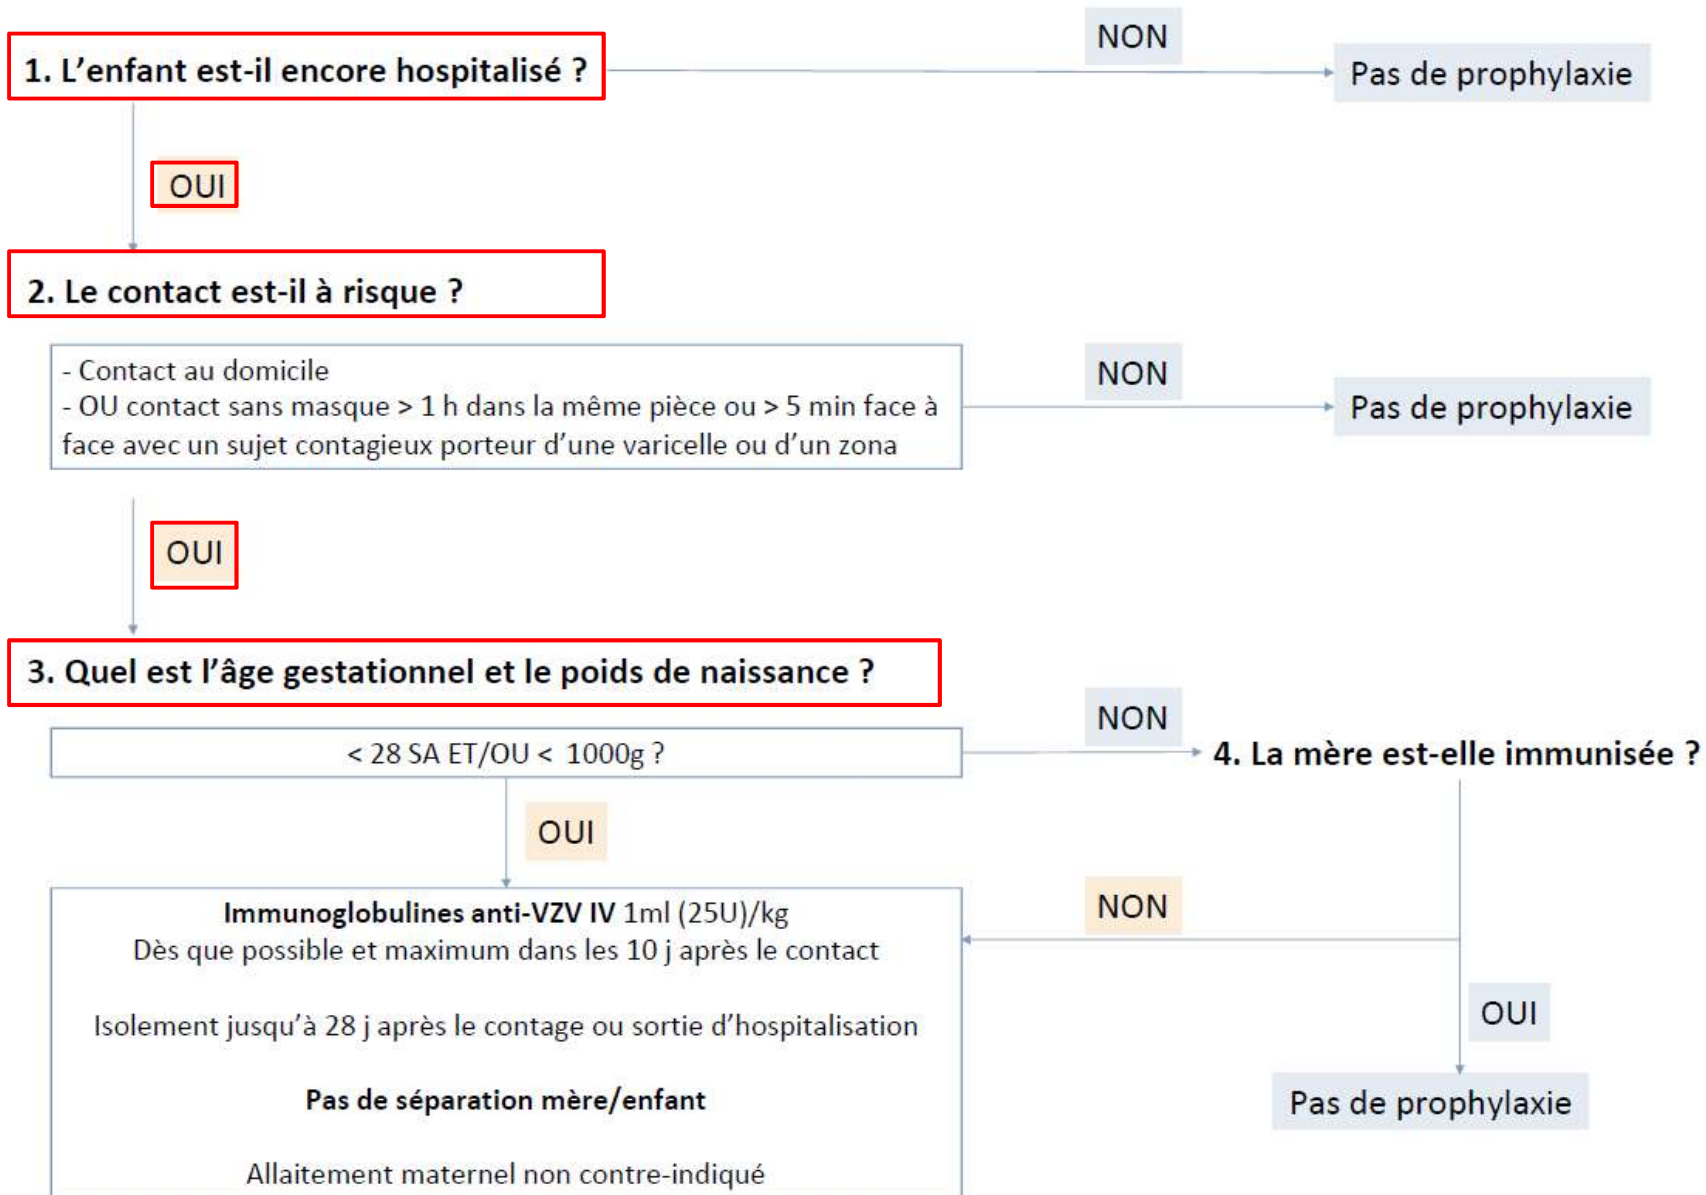 1. L'enfant est-il encore hospitalisé ?
NON
Pas de prophylaxie
OUI
2. Le contact est-il à risque ?
- Contact au domicile
- OU contact sans masque > 1 h dans la même pièce ou > 5 min face à
face avec un sujet contagieux porteur d'une varicelle ou d'un zona
NON
Pas de prophylaxie
OUI
3. Quel est l'âge gestationnel et le poids de naissance ?
< 28 SA ET/OU < 1000g ?
NON
4. La mère est-elle immunisée ?
OUI
Immunoglobulines anti-VZV IV 1ml (25U)/kg
Dès que possible et maximum dans les 10 j après le contact
Isolement jusqu'à 28 j après le contage ou sortie d'hospitalisation
Pas de séparation mère/enfant
Allaitement maternel non contre-indiqué
NON
OUI
Pas de prophylaxie